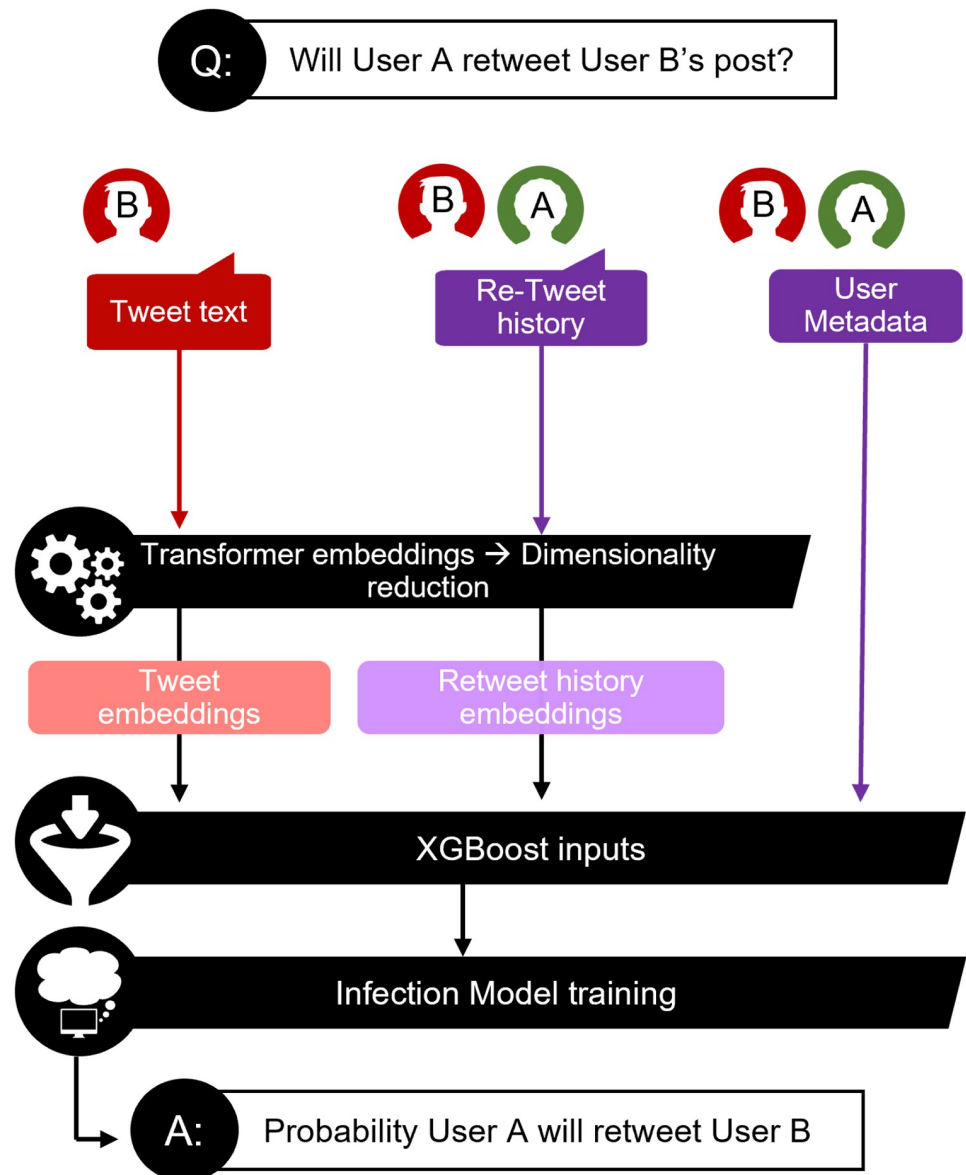 Q:
Will User A retweet User B’s post?
B
B
A
B
A
Tweet text
Re-Tweet
history
User
Metadata
Transformer embeddings → Dimensionality
reduction
Tweet
embeddings
Retweet history
embeddings
XGBoost inputs
Infection Model training
A:
Probability User A will retweet User B